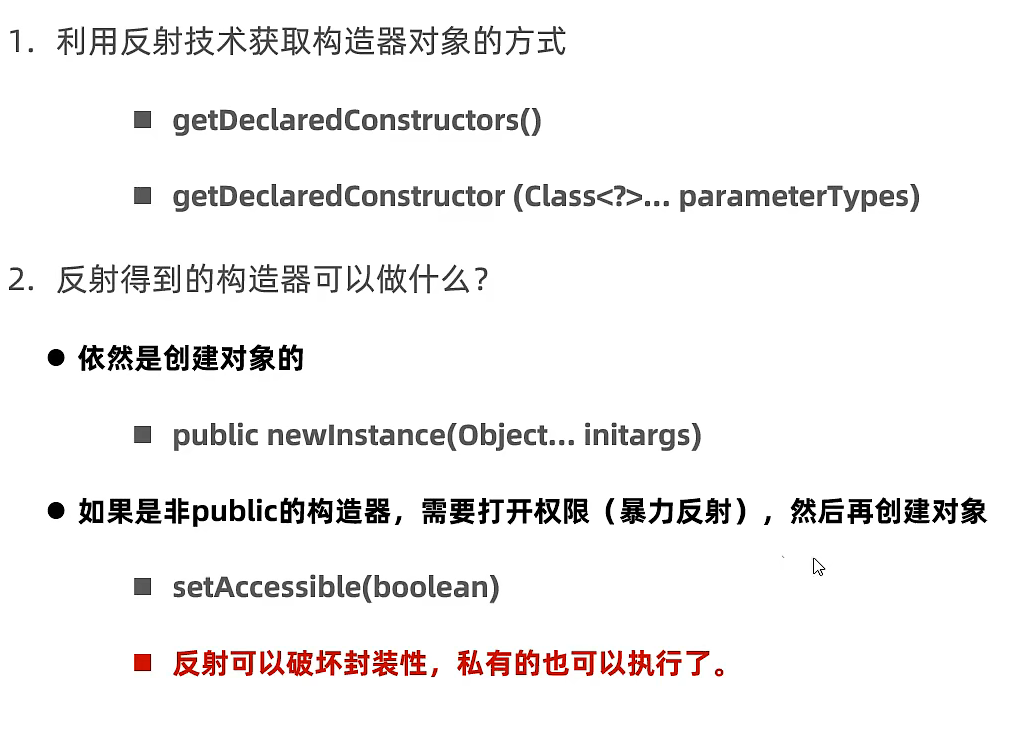 1. 利用反射技术获取构造器对象的方式
■ getDeclaredConstructors()
■ getDeclaredConstructor (Class<?>... parameterTypes)
2. 反射得到的构造器可以做什么？
● 依然是创建对象的
■ public newInstance(Object... initargs)
● 如果是非public的构造器，需要打开权限（暴力反射），然后再创建对象
■ setAccessible(boolean)
■ 反射可以破坏封装性，私有的也可以执行了。